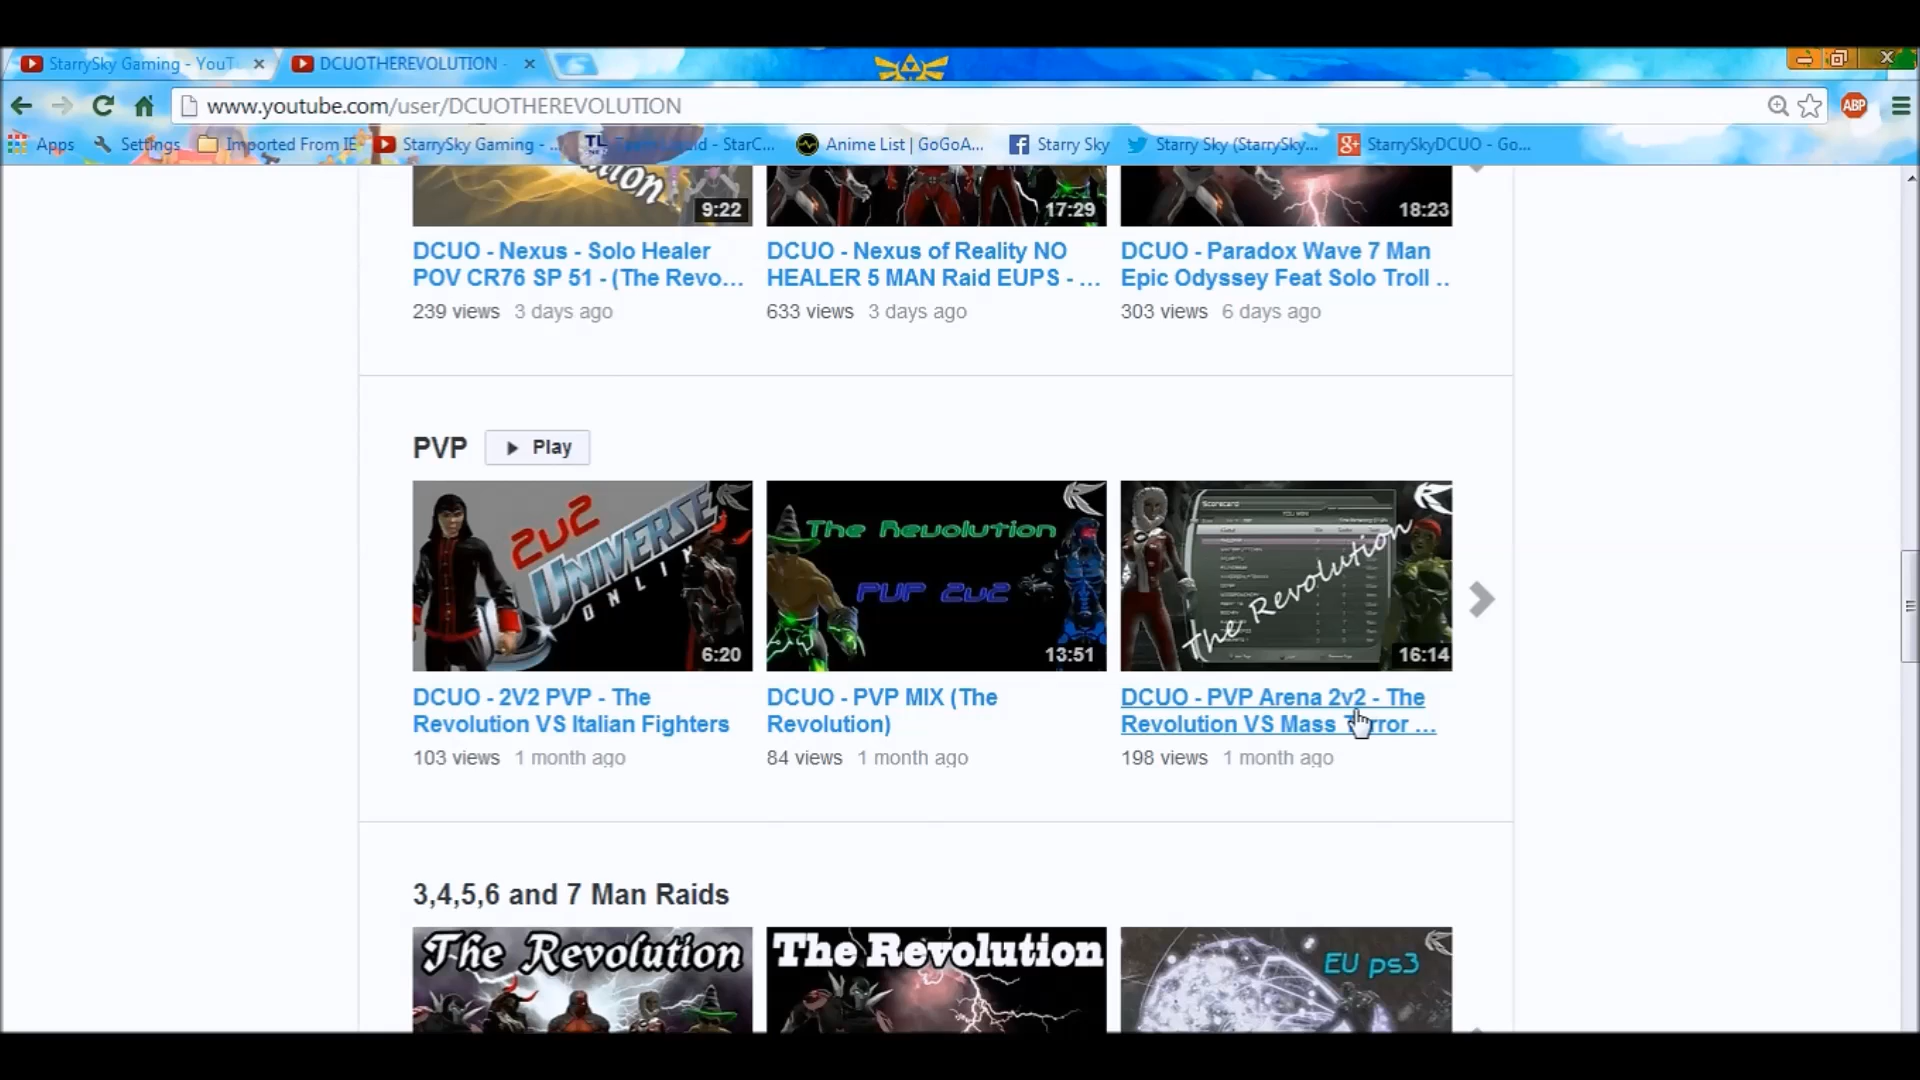 StarrySky Gaming - YouT
DCUOTHEREVOLUTION -
www.youtube.com/user/DCUOTHEREVOLUTION
ABP
Apps
Settings
Imported From IE
StarrySky Gaming - ...
TL
- StarC...
Anime List | GoGoA...
Starry Sky
Starry Sky (StarrySky...
StarrySkyDCUO - Go...
9:22
17:29
18:23
DCUO - Nexus - Solo Healer
POV CR76 SP 51 - (The Revo...
239 views 3 days ago
DCUO - Nexus of Reality NO
HEALER 5 MAN Raid EUPS - ...
633 views 3 days ago
DCUO - Paradox Wave 7 Man
Epic Odyssey Feat Solo Troll ..
303 views 6 days ago
PVP
Play
2v2
UNIVERSE
ONLI
6:20
The Revolution
PVP 2v2
13:51
Scorecard
The Revolution
16:14
DCUO - 2V2 PVP - The
Revolution VS Italian Fighters
103 views 1 month ago
DCUO - PVP MIX (The
Revolution)
84 views 1 month ago
DCUO - PVP Arena 2v2 - The
Revolution VS Mass Terror ...
198 views 1 month ago
3,4,5,6 and 7 Man Raids
The Revolution
The Revolution
EU ps3